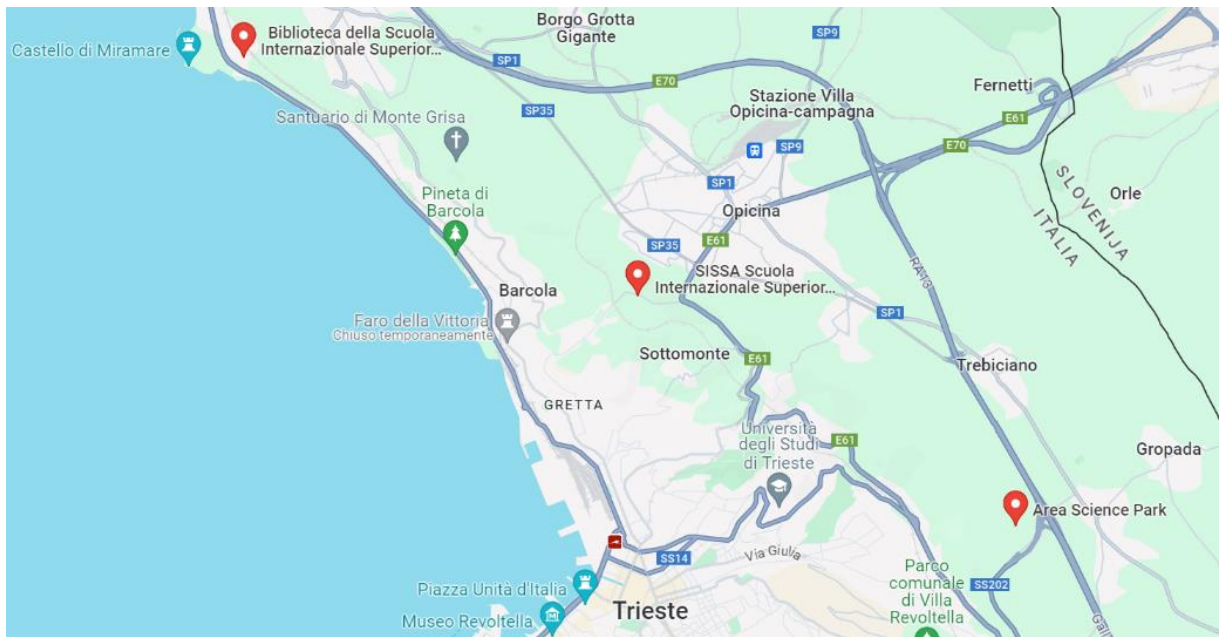 Borgo Grotta
Gigante
SP9
Biblioteca della Scuola
Internazionale Superior...
Castello di Miramare
SP1
E70
Fernetti
Stazione Villa
Opicina-campagna
SP35
Santuario di Monte Grisa
E61
SP9
E70
SP1
Pineta di
Barcola
Opicina
Orle
SLOVENIJA
ITALIA
SP35
E61
SISSA Scuola
Internazionale Superior...
RA13
Barcola
SP1
Faro della Vittoria
Chiuso temporaneamente
Sottomonte
E61
Trebiciano
GRETTA
Università
degli Studi
di Trieste
E61
Gropada
Area Science Park
SS14
Via Giulia
Parco
comunale
di Villa
Revoltella
SS202
Piazza Unità d'Italia
Museo Revoltella
Trieste